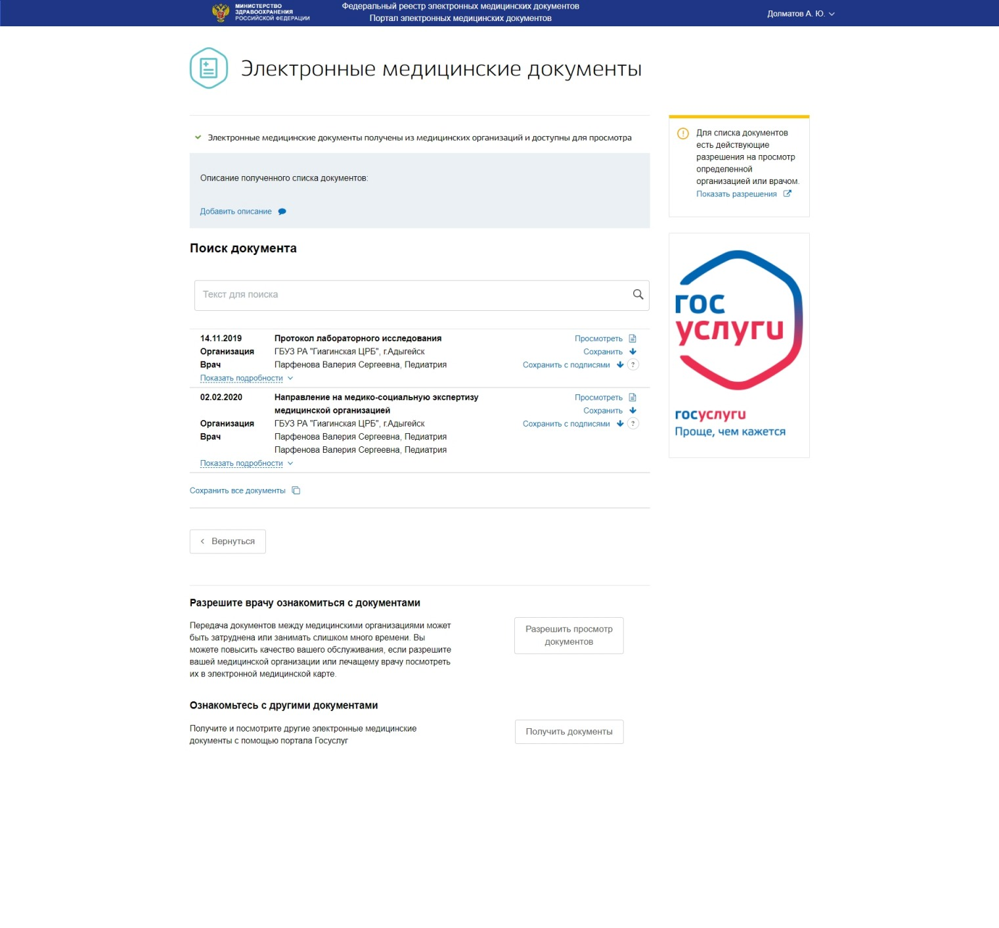 МИНИСТЕРСТВО
ЗДРАВООХРАНЕНИЯ
РОССИЙСКОЙ ФЕДЕРАЦИИ
Федеральный реестр электронных медицинских документов
Портал электронных медицинских документов
Долматов А. Ю.
Электронные медицинские документы
Электронные медицинские документы получены из медицинских организаций и доступны для просмотра
Описание полученного списка документов:
Добавить описание
Для списка документов
есть действующие
разрешения на просмотр
определенной
организацией или врачом.
Показать разрешения
гос
услуги
госуслуги
Проще, чем кажется
Поиск документа
Текст для поиска
14.11.2019 Протокол лабораторного исследования Просмотреть
Организация ГБУЗ РА "Гиагинская ЦРБ", г.Адыгейск Сохранить
Врач Парфенова Валерия Сергеевна, Педиатрия Сохранить с подписями ?
Показать подробности
02.02.2020 Направление на медико-социальную экспертизу Просмотреть
медицинской организацией Сохранить
Организация ГБУЗ РА "Гиагинская ЦРБ", г.Адыгейск Сохранить с подписями ?
Врач Парфенова Валерия Сергеевна, Педиатрия
Парфенова Валерия Сергеевна, Педиатрия
Показать подробности
Сохранить все документы
Вернуться
Разрешите врачу ознакомиться с документами
Передача документов между медицинскими организациями может
быть затруднена или занимать слишком много времени. Вы
можете повысить качество вашего обслуживания, если разрешите
вашей медицинской организации или лечащему врачу посмотреть
их в электронной медицинской карте.
Разрешить просмотр
документов
Ознакомьтесь с другими документами
Получите и посмотрите другие электронные медицинские
документы с помощью портала Госуслуг
Получить документы